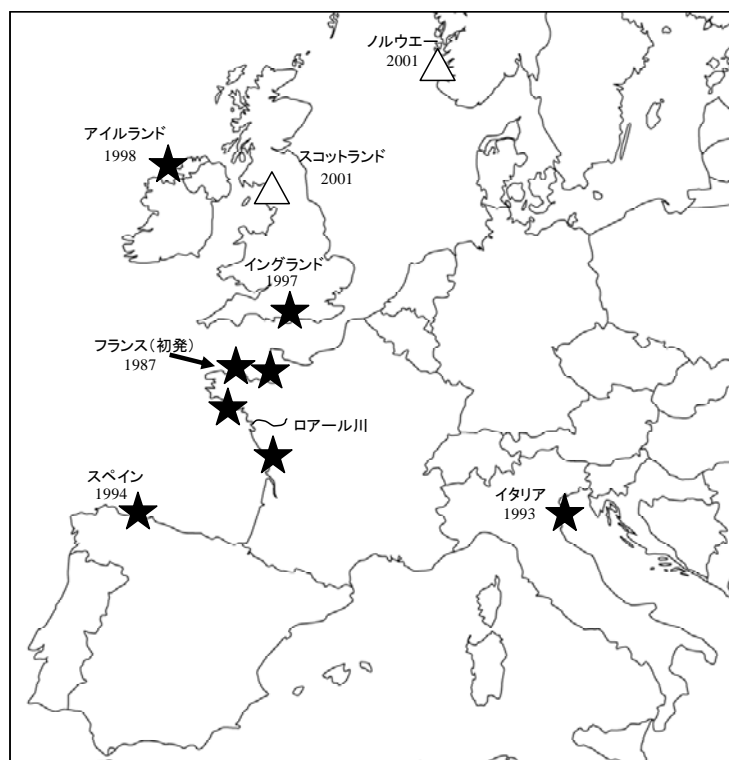 ノルウエー
2001
アイルランド
1998
スコットランド
2001
イングランド
1997
フランス(初発)
1987
ロアール川
スペイン
1994
イタリア
1993